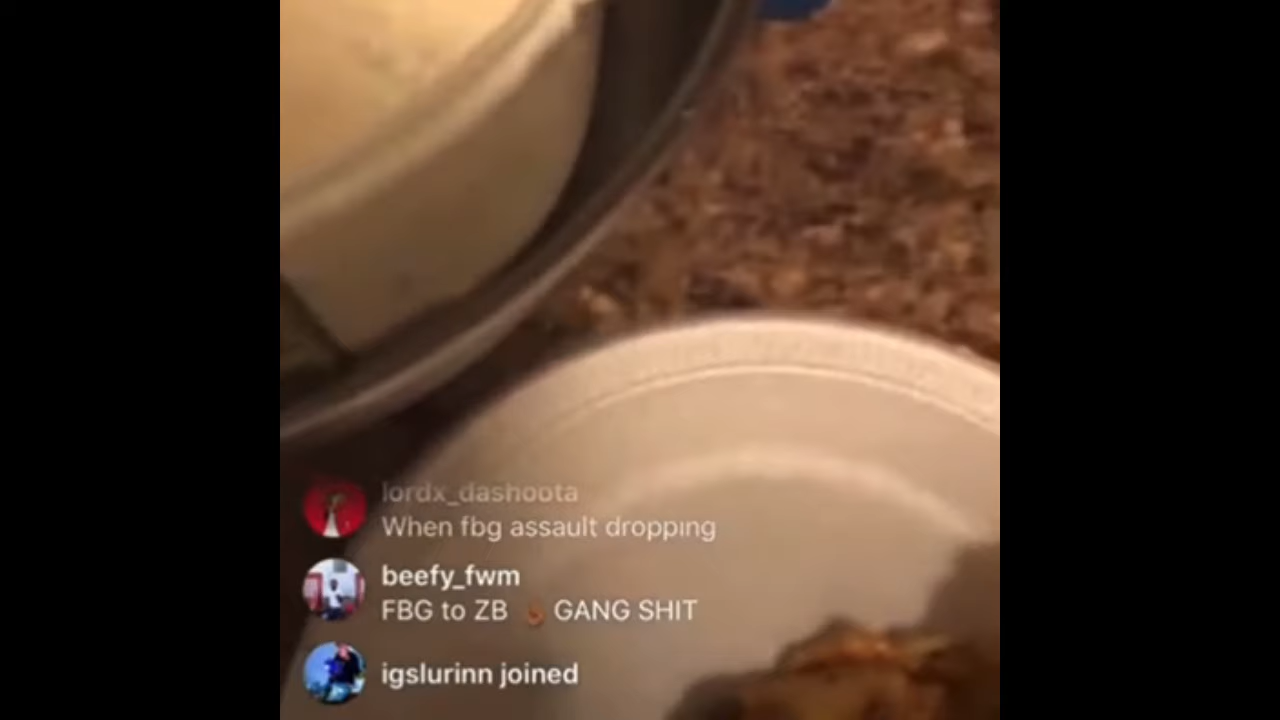 lordx_dashoota
When fbg assault dropping
beefy_fwm
FBG to ZB 👌🏾 GANG SHIT
igslurinn joined